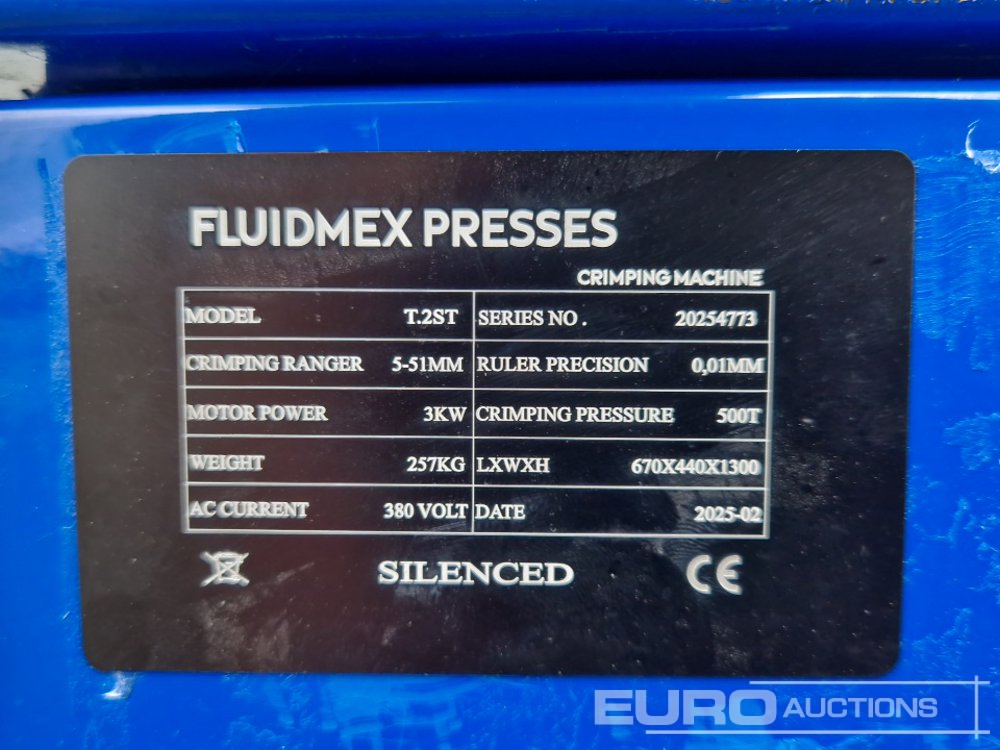 FLUIDMEX PRESSES
CRIMPING MACHINE
MODEL T.2ST SERIES NO. 20254773
CRIMPING RANGER 5-51MM RULER PRECISION 0,01MM
MOTOR POWER 3KW CRIMPING PRESSURE 500T
WEIGHT 257KG LXWXH 670X440X1300
AC CURRENT 380 VOLT DATE 2025-02
SILENCED CE
EURO AUCTIONS